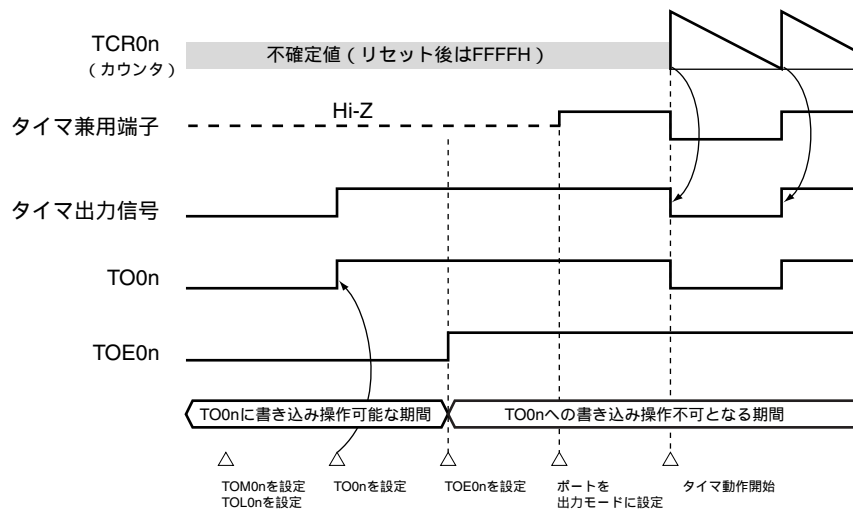 TCR0n
（カウンタ）
不確定値（リセット後はFFFFH）
タイマ兼用端子
Hi-Z
タイマ出力信号
TO0n
TOE0n
TO0nに書き込み操作可能な期間
TO0nへの書き込み操作不可となる期間
TOM0nを設定
TOL0nを設定
TO0nを設定
TOE0nを設定
ポートを
出力モードに設定
タイマ動作開始